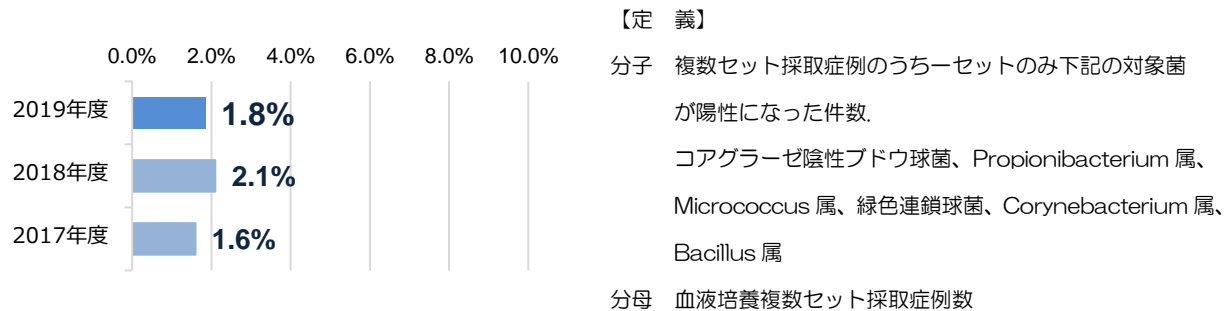 0.0% 2.0% 4.0% 6.0% 8.0% 10.0%
2019年度 1.8%
2018年度 2.1%
2017年度 1.6%
【定　義】
分子　複数セット採取症例のうち一セットのみ下記の対象菌
が陽性になった件数.
コアグラーゼ陰性ブドウ球菌、Propionibacterium 属、
Micrococcus 属、緑色連鎖球菌、Corynebacterium 属、
Bacillus 属
分母　血液培養複数セット採取症例数